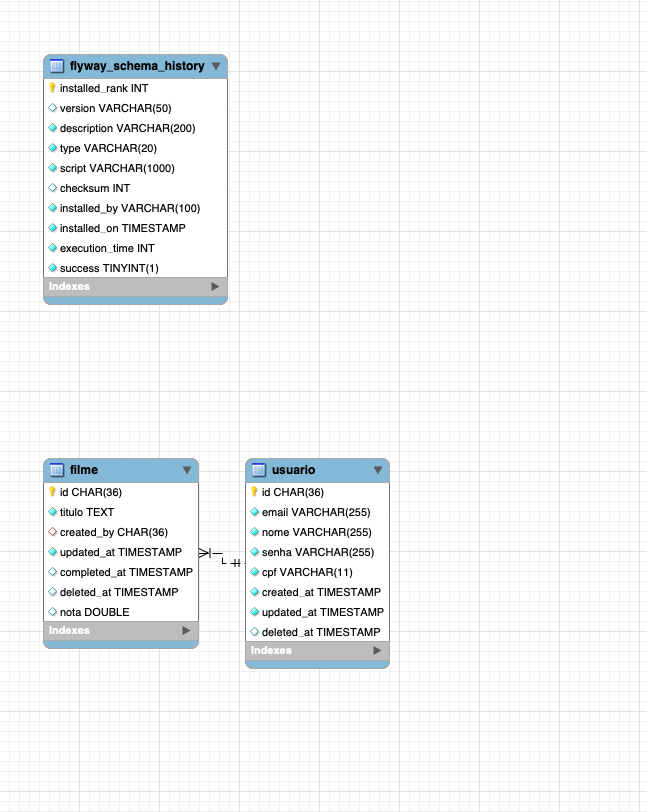 flyway_schema_history
installed_rank INT
version VARCHAR(50)
description VARCHAR(200)
type VARCHAR(20)
script VARCHAR(1000)
checksum INT
installed_by VARCHAR(100)
installed_on TIMESTAMP
execution_time INT
success TINYINT(1)
Indexes
filme
id CHAR(36)
titulo TEXT
created_by CHAR(36)
updated_at TIMESTAMP
completed_at TIMESTAMP
deleted_at TIMESTAMP
nota DOUBLE
Indexes
usuario
id CHAR(36)
email VARCHAR(255)
nome VARCHAR(255)
senha VARCHAR(255)
cpf VARCHAR(11)
created_at TIMESTAMP
updated_at TIMESTAMP
deleted_at TIMESTAMP
Indexes